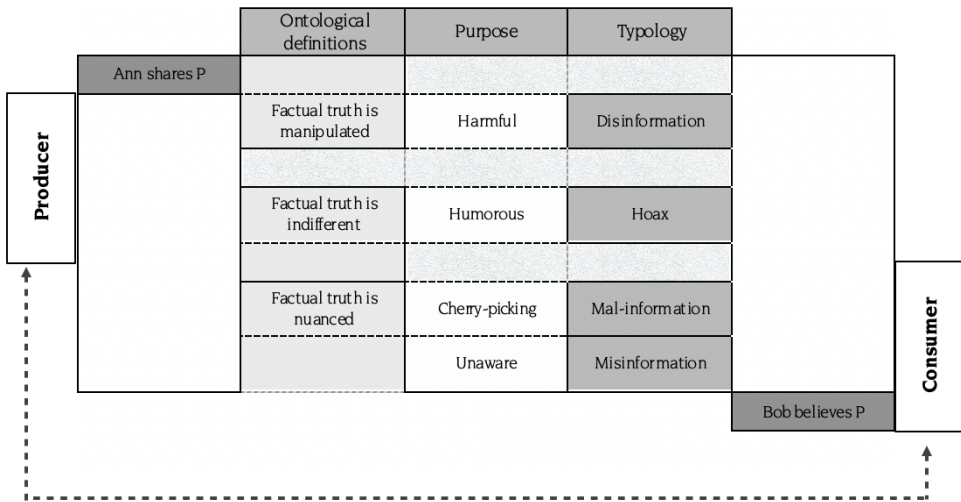 Ontological
definitions
Purpose
Typology
Ann shares P
Producer
Factual truth is
manipulated
Harmful
Disinformation
Factual truth is
indifferent
Humorous
Hoax
Factual truth is
nuanced
Cherry-picking
Mal-information
Unaware
Misinformation
Consumer
Bob believes P